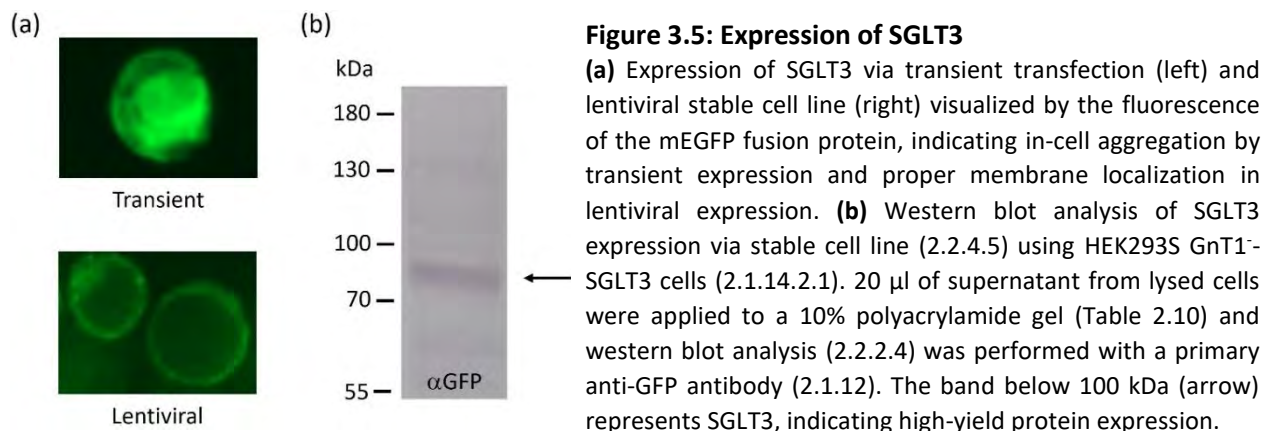 (a)
(b)
kDa
180
130
100
70
55
αGFP
Transient
Lentiviral
Figure 3.5: Expression of SGLT3
(a) Expression of SGLT3 via transient transfection (left) and
lentiviral stable cell line (right) visualized by the fluorescence
of the mEGFP fusion protein, indicating in-cell aggregation by
transient expression and proper membrane localization in
lentiviral expression. (b) Western blot analysis of SGLT3
expression via stable cell line (2.2.4.5) using HEK293S GnT1⁻-
SGLT3 cells (2.1.14.2.1). 20 µl of supernatant from lysed cells
were applied to a 10% polyacrylamide gel (Table 2.10) and
western blot analysis (2.2.2.4) was performed with a primary
anti-GFP antibody (2.1.12). The band below 100 kDa (arrow)
represents SGLT3, indicating high-yield protein expression.